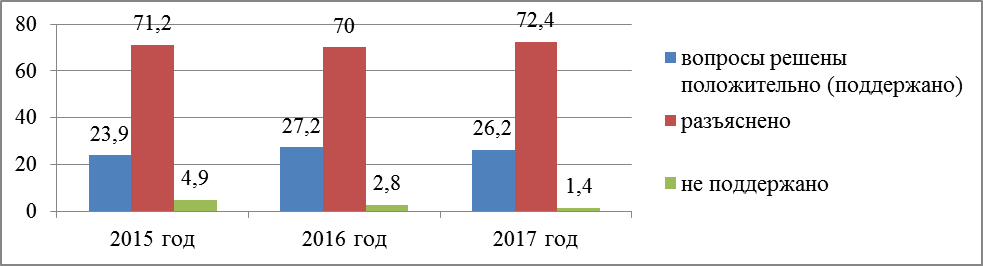 80
60
40
20
0
23,9
71,2
4,9
27,2
70
2,8
26,2
72,4
1,4
2015 год
2016 год
2017 год
вопросы решены
положительно (поддержано)
разъяснено
не поддержано